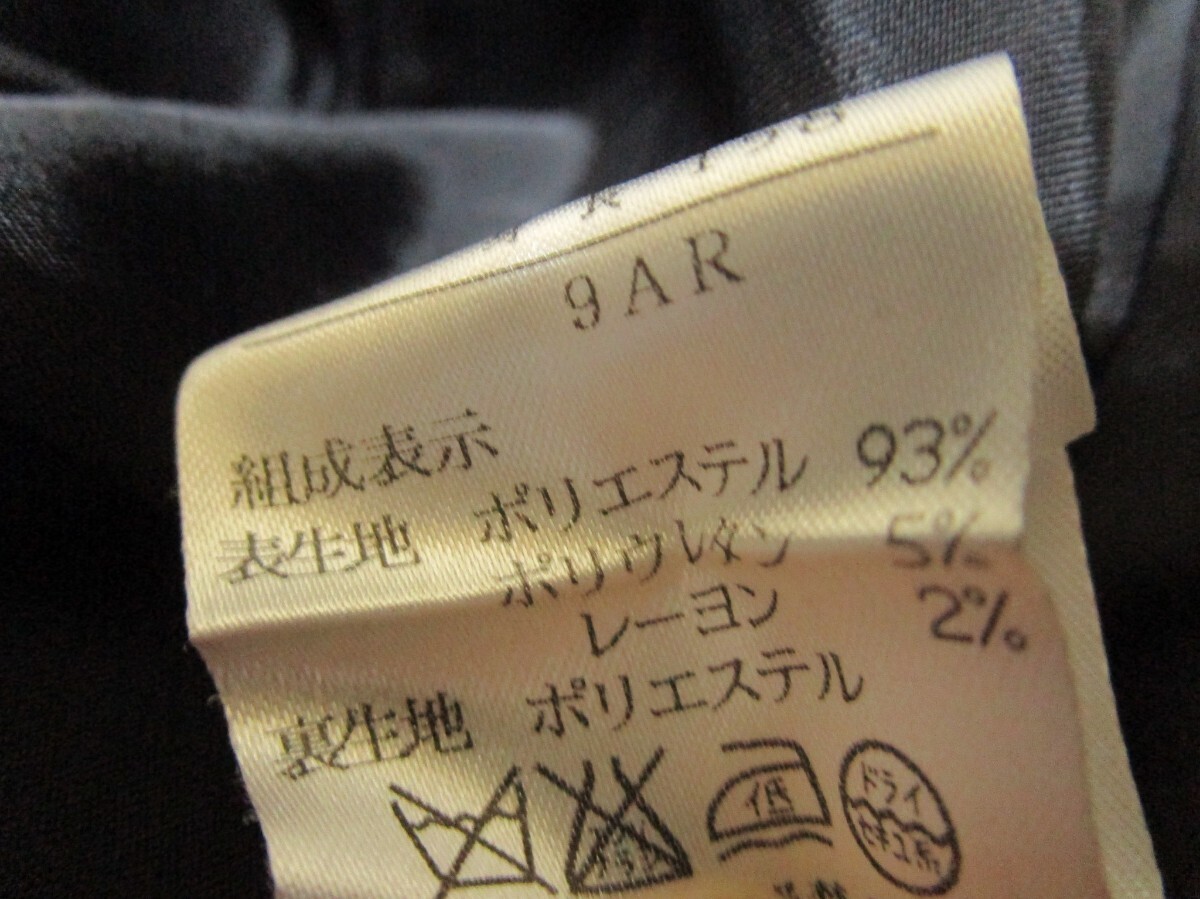 9AR
組成表示
表生地 ポリエステル 93%
ポリウレタン 5%
レーヨン 2%
裏生地 ポリエステル
低 ドライ